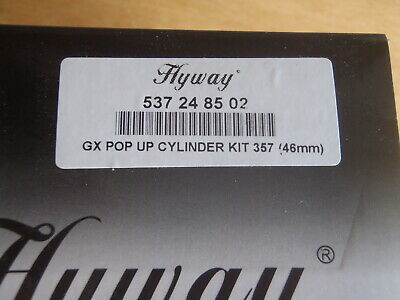 Hyway®
537 24 85 02
GX POP UP CYLINDER KIT 357 (46mm)
Hyway®